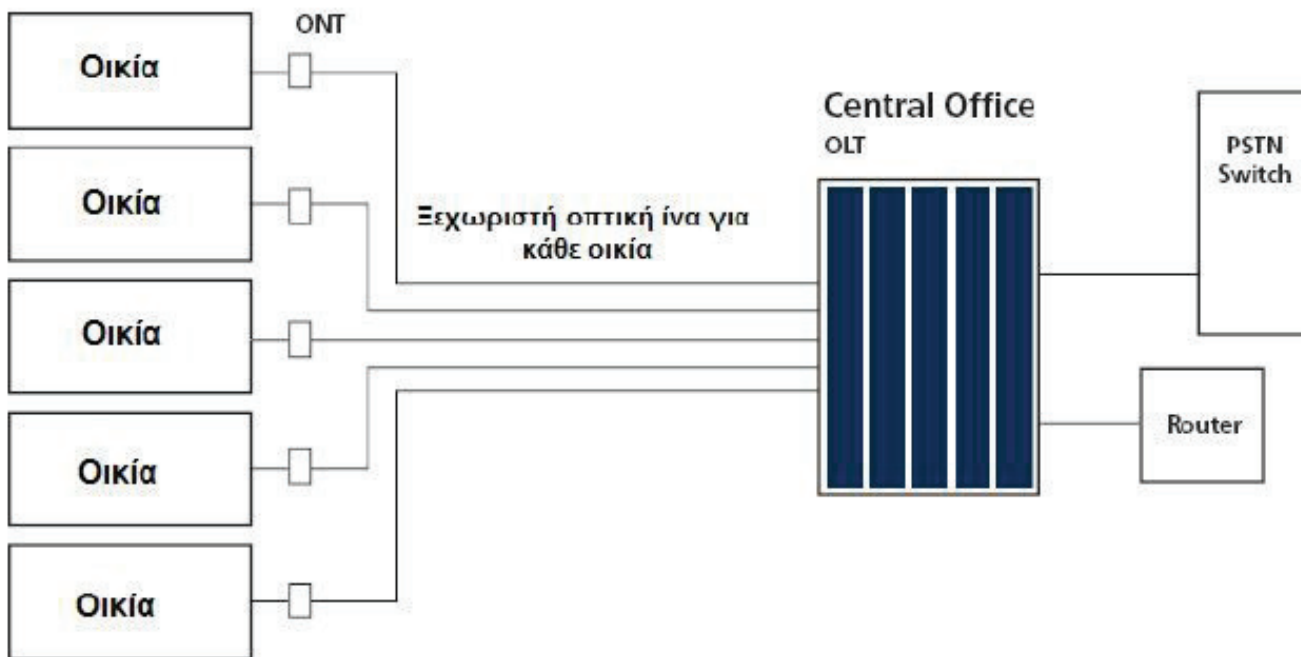 ONT
Οικία
Οικία
Οικία
Οικία
Οικία
Ξεχωριστή οπτική ίνα για
κάθε οικία
Central Office
OLT
PSTN
Switch
Router